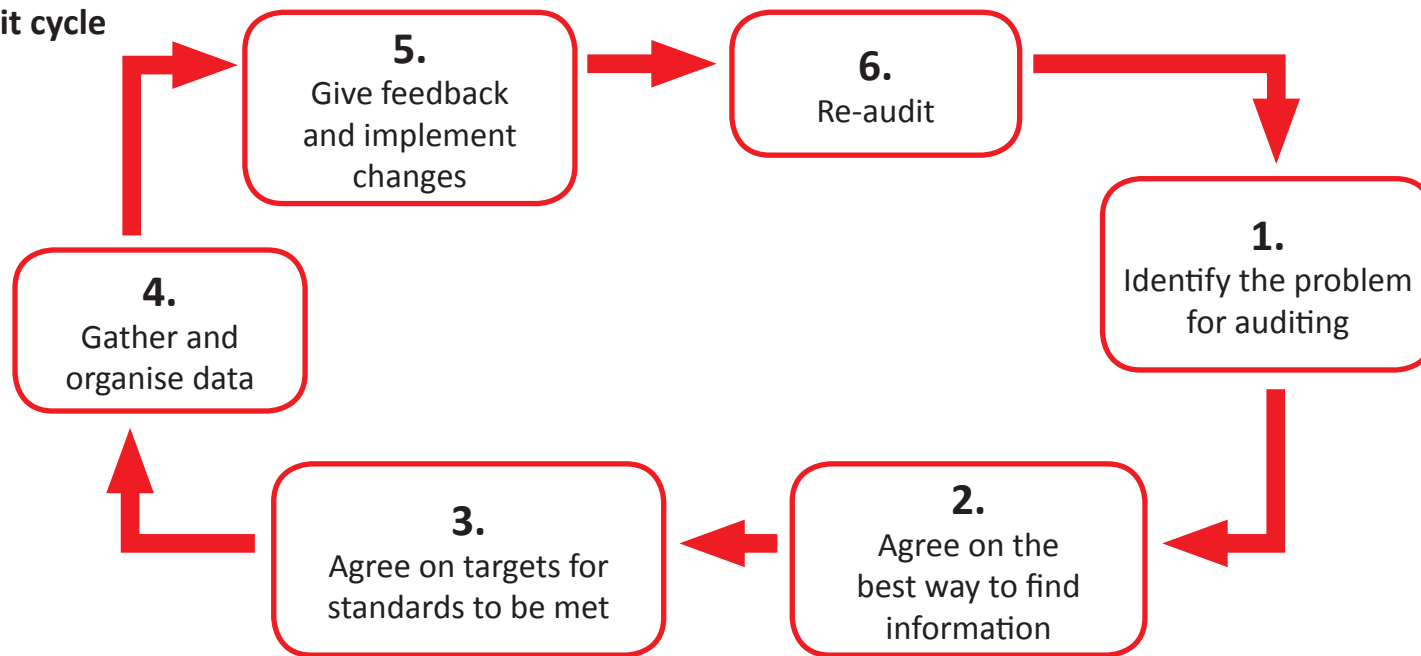 it cycle
5.
Give feedback
and implement
changes
6.
Re-audit
1.
Identify the problem
for auditing
4.
Gather and
organise data
3.
Agree on targets for
standards to be met
2.
Agree on the
best way to find
information